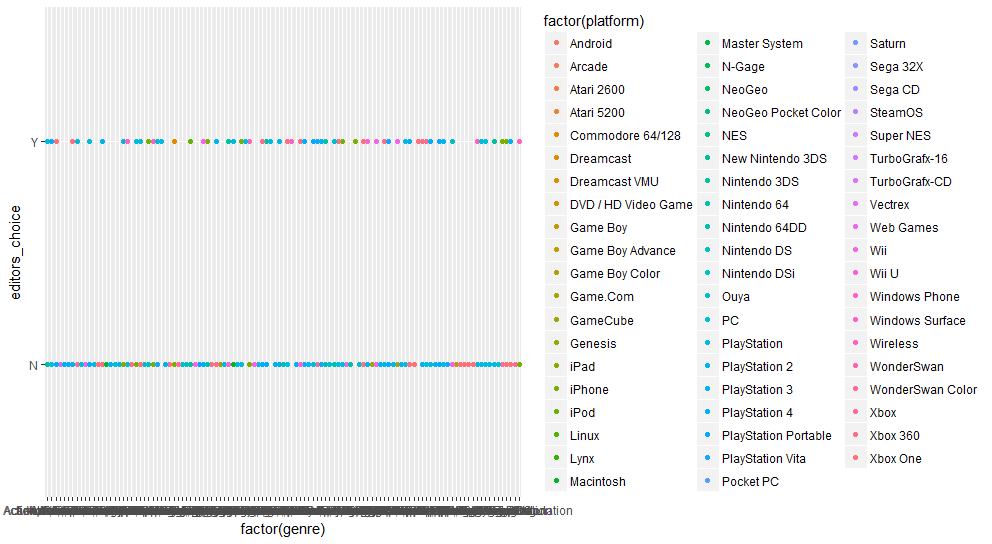 factor(platform)
Android
Arcade
Atari 2600
Atari 5200
Commodore 64/128
Dreamcast
Dreamcast VMU
DVD / HD Video Game
Game Boy
Game Boy Advance
Game Boy Color
Game.Com
GameCube
Genesis
iPad
iPhone
iPod
Linux
Lynx
Macintosh
Master System
N-Gage
NeoGeo
NeoGeo Pocket Color
NES
New Nintendo 3DS
Nintendo 3DS
Nintendo 64
Nintendo 64DD
Nintendo DS
Nintendo DSi
Ouya
PC
PlayStation
PlayStation 2
PlayStation 3
PlayStation 4
PlayStation Portable
PlayStation Vita
Pocket PC
Saturn
Sega 32X
Sega CD
SteamOS
Super NES
TurboGrafx-16
TurboGrafx-CD
Vectrex
Web Games
Wii
Wii U
Windows Phone
Windows Surface
Wireless
WonderSwan
WonderSwan Color
Xbox
Xbox 360
Xbox One
editors_choice
Y
N
factor(genre)